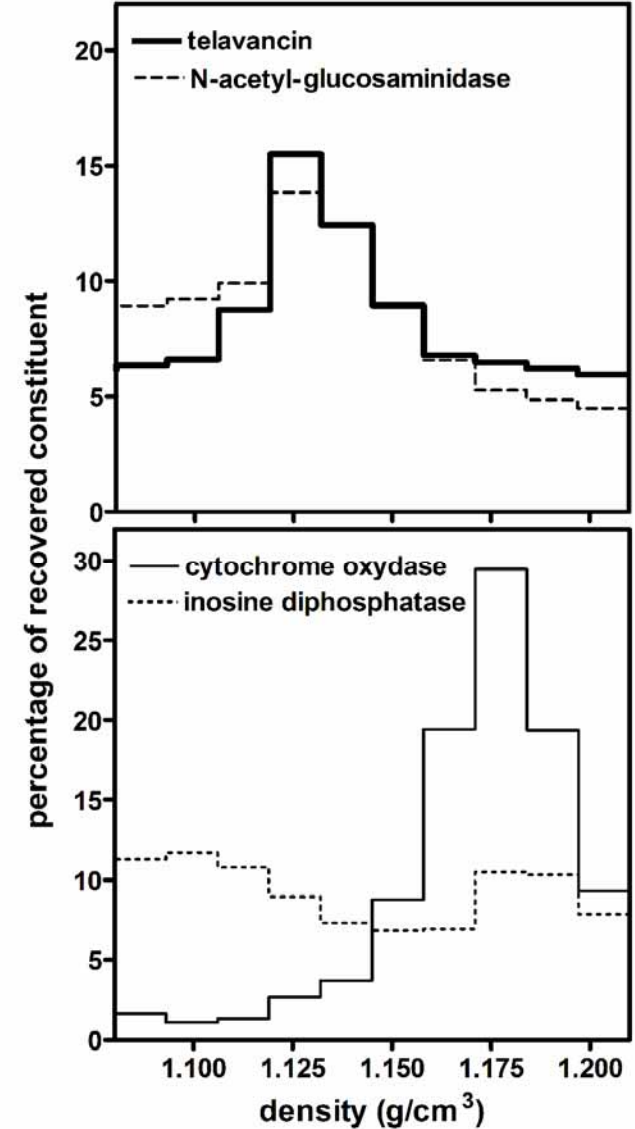 percentage of recovered constituent
telavancin
N-acetyl-glucosaminidase
20
15
10
5
0
cytochrome oxydase
inosine diphosphatase
30
25
20
15
10
5
0
1.100 1.125 1.150 1.175 1.200
density (g/cm³)